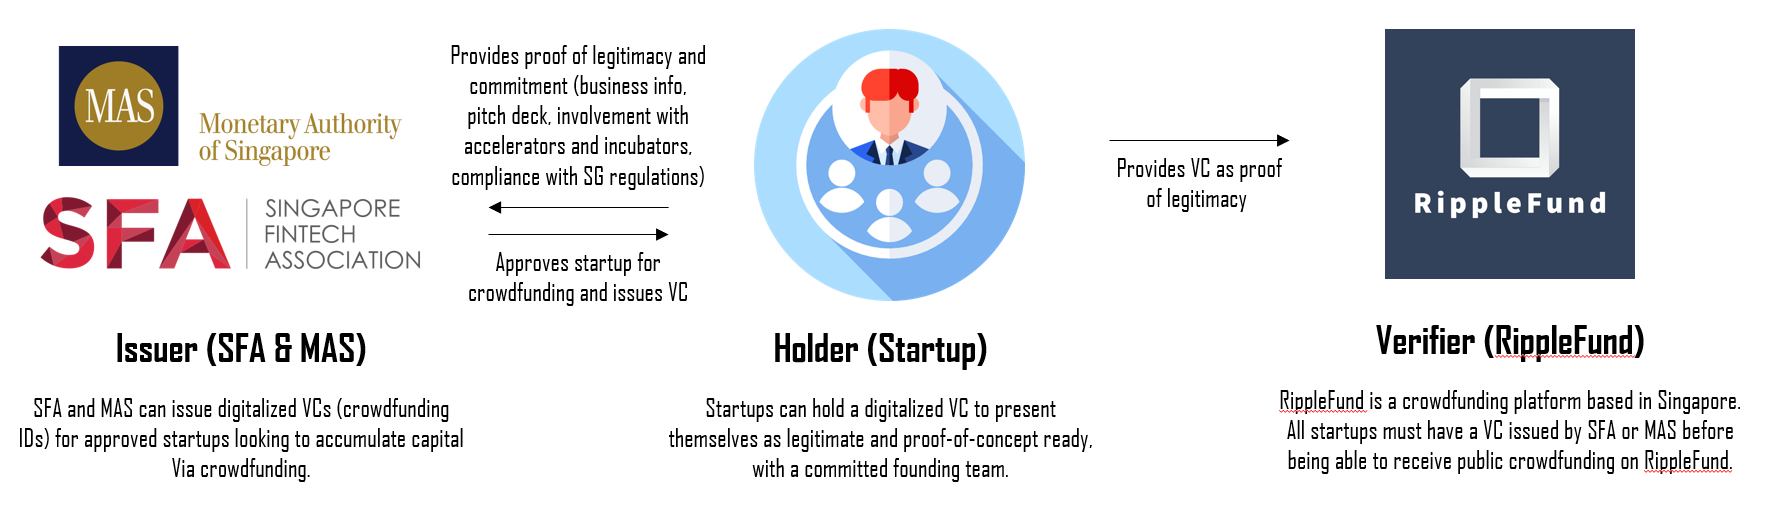 MAS
Monetary Authority
of Singapore
SFA
SINGAPORE
FINTECH
ASSOCIATION
Issuer (SFA & MAS)
SFA and MAS can issue digitalized VCs (crowdfunding
IDs) for approved startups looking to accumulate capital
Via crowdfunding.
Provides proof of legitimacy and
commitment (business info,
pitch deck, involvement with
accelerators and incubators,
compliance with SG regulations)
Approves startup for
crowdfunding and issues VC
Holder (Startup)
Startups can hold a digitalized VC to present
themselves as legitimate and proof-of-concept ready,
with a committed founding team.
Provides VC as proof
of legitimacy
RippleFund
Verifier (RippleFund)
RippleFund is a crowdfunding platform based in Singapore.
All startups must have a VC issued by SFA or MAS before
being able to receive public crowdfunding on RippleFund.